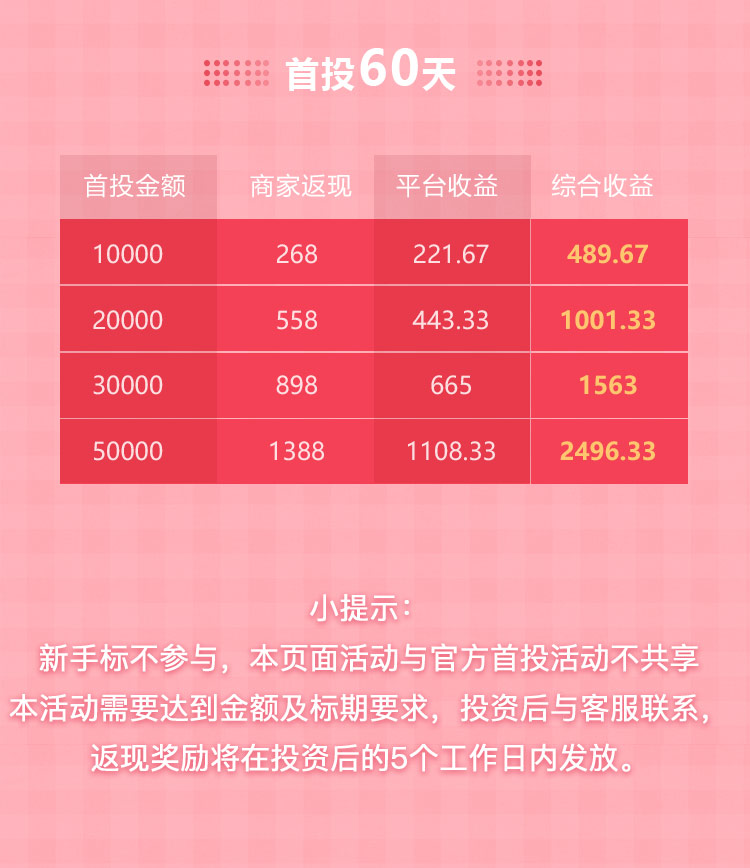 首投60天
首投金额 商家返现 平台收益 综合收益
10000 268 221.67 489.67
20000 558 443.33 1001.33
30000 898 665 1563
50000 1388 1108.33 2496.33
小提示：
新手标不参与，本页面活动与官方首投活动不共享
本活动需要达到金额及标期要求，投资后与客服联系，
返现奖励将在投资后的5个工作日内发放。